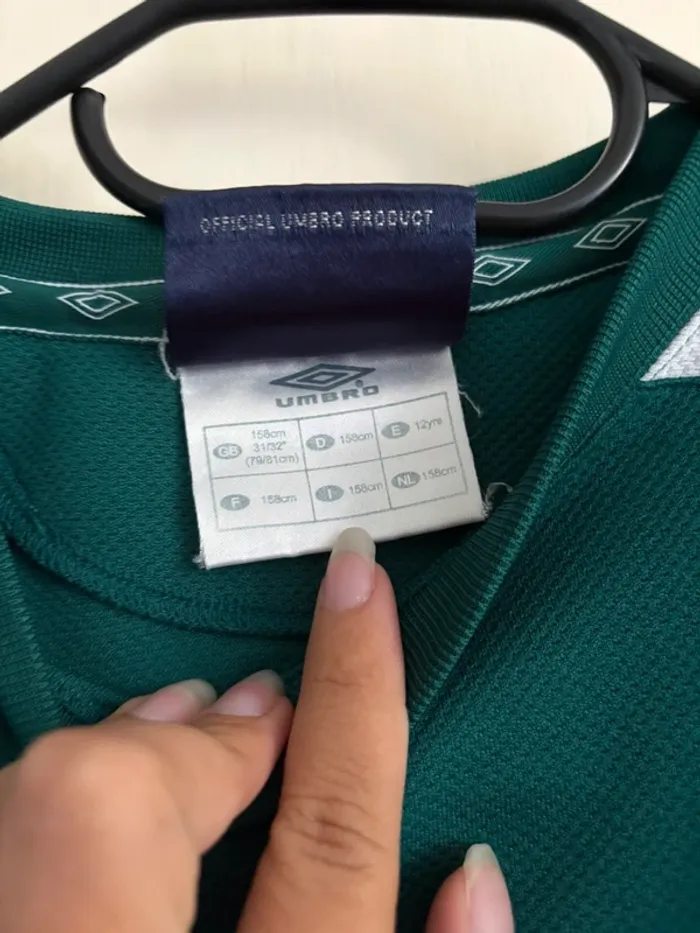 OFFICIAL UMBRO PRODUCT
UMBRO
GB 158cm 31/32" (79/81cm)
D 158cm
E 12yrs
F 158cm
I 158cm
NL 158cm